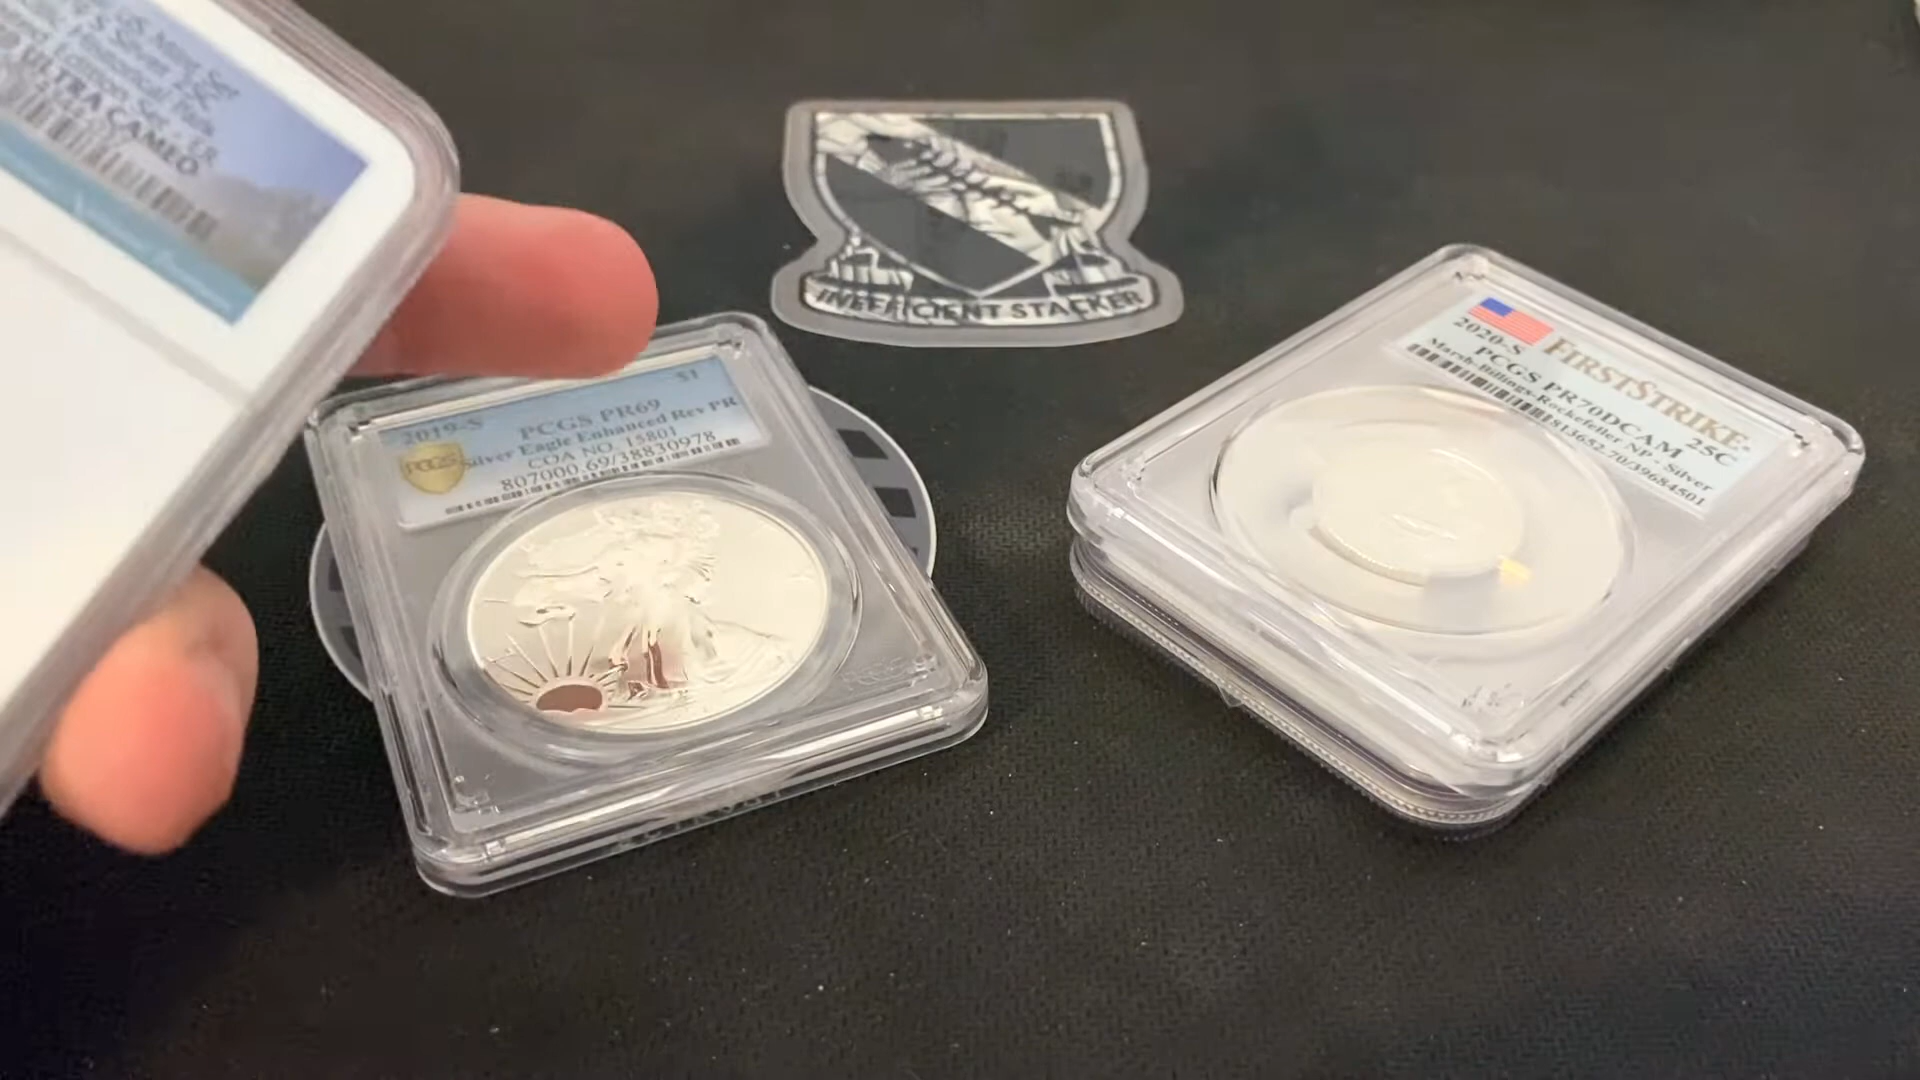 ULTRA CAMEO
INEFFICIENT STACKER
2019-S
$1
PCGS PR69
Silver Eagle Enhanced Rev PR
COA NO. 15801
807000.69/38830978
PCGS
FIRSTSTRIKE
2020-S
25C
PCGS PR70DCAM
Marsh-Billings-Rockefeller NP - Silver
813652.70/39684501